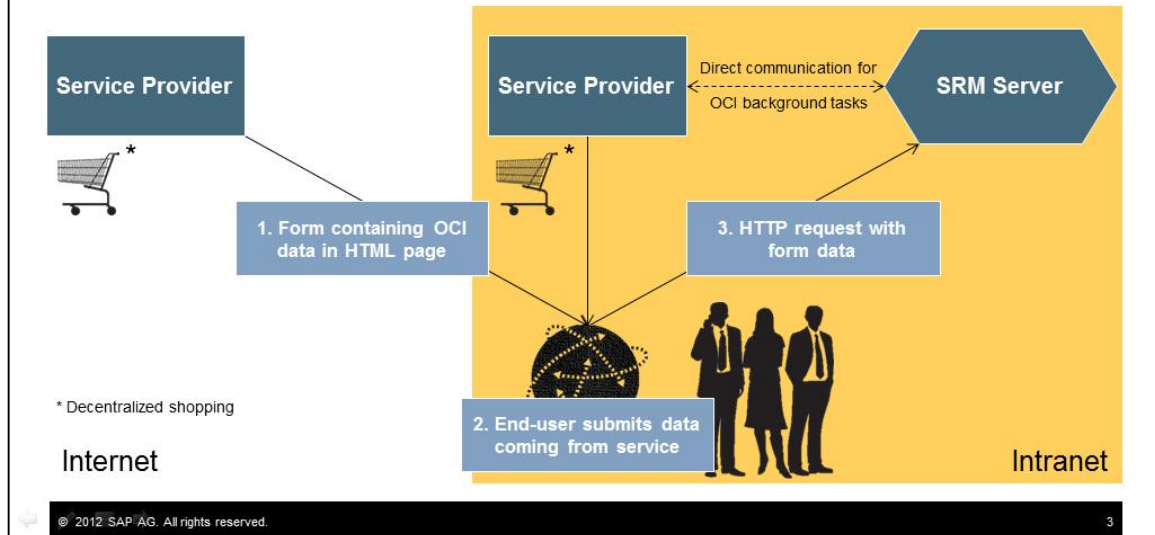 Service Provider
*
Service Provider
*
Direct communication for
OCI background tasks
SRM Server
1. Form containing OCI
data in HTML page
3. HTTP request with
form data
2. End-user submits data
coming from service
* Decentralized shopping
Internet
Intranet
© 2012 SAP AG. All rights reserved.
3